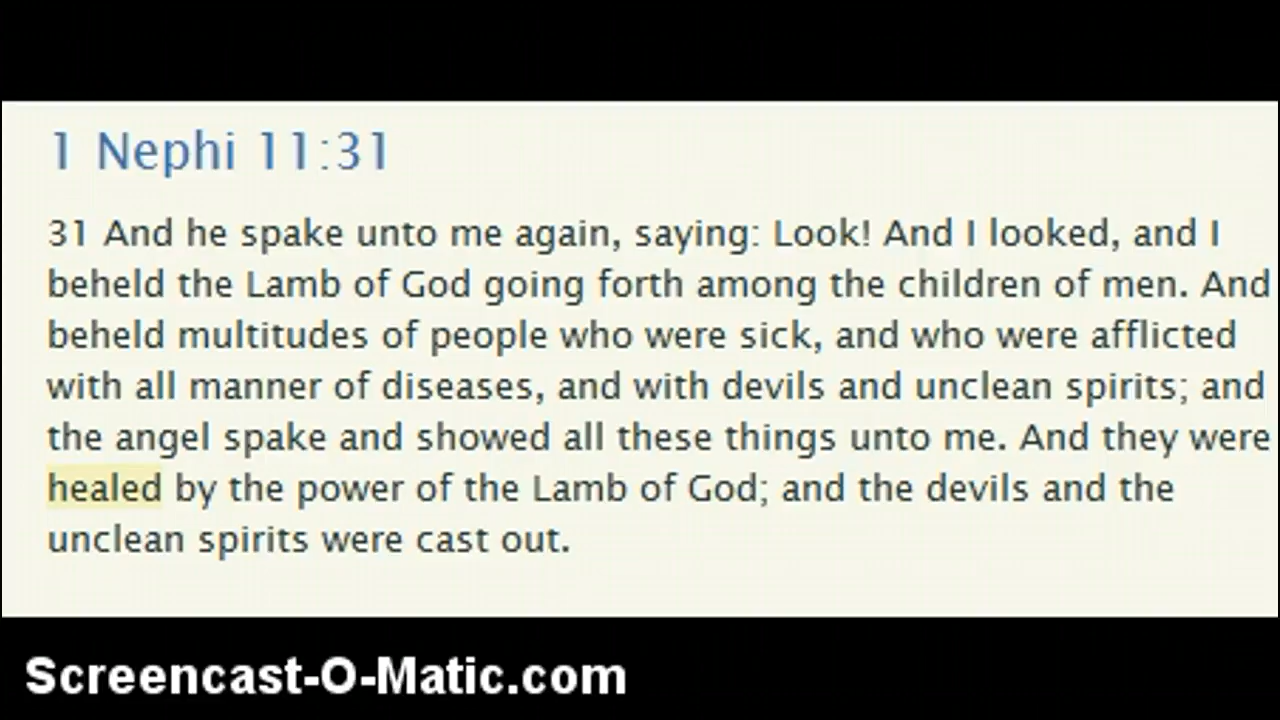 1 Nephi 11:31
31 And he spake unto me again, saying: Look! And I looked, and I
beheld the Lamb of God going forth among the children of men. And
beheld multitudes of people who were sick, and who were afflicted
with all manner of diseases, and with devils and unclean spirits; and
the angel spake and showed all these things unto me. And they were
healed by the power of the Lamb of God; and the devils and the
unclean spirits were cast out.
Screencast-O-Matic.com